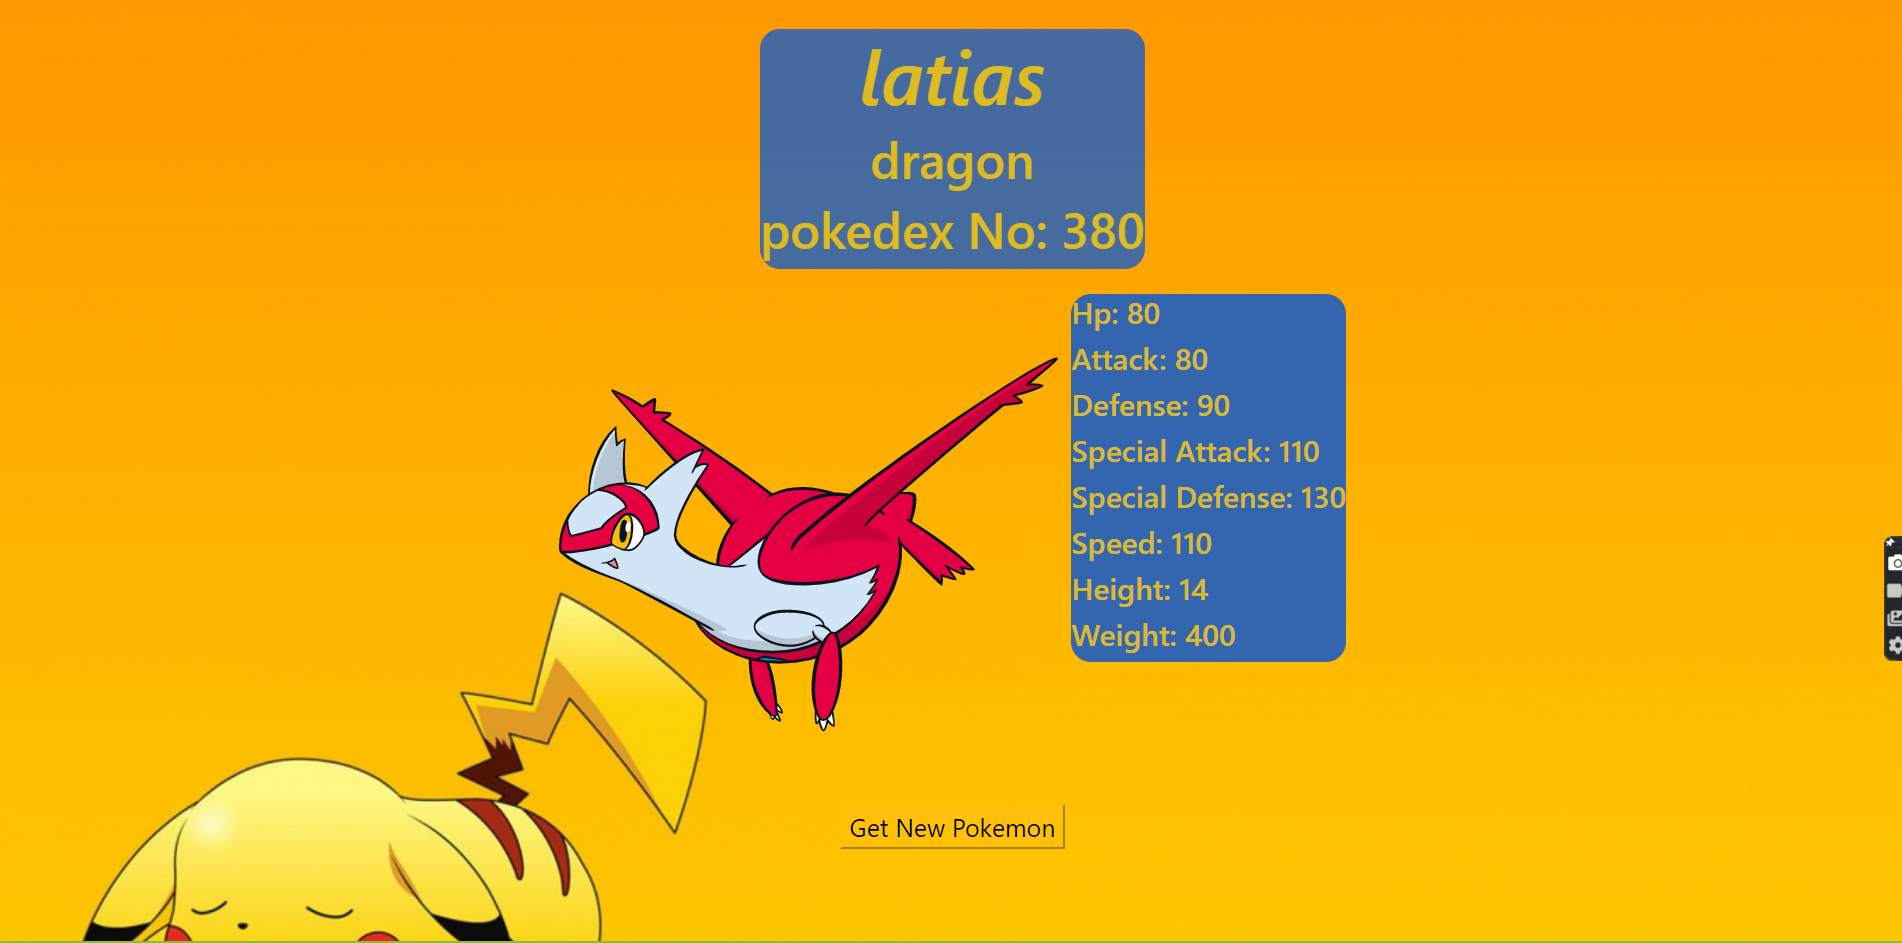 latias
dragon
pokedex No: 380
Hp: 80
Attack: 80
Defense: 90
Special Attack: 110
Special Defense: 130
Speed: 110
Height: 14
Weight: 400
Get New Pokemon